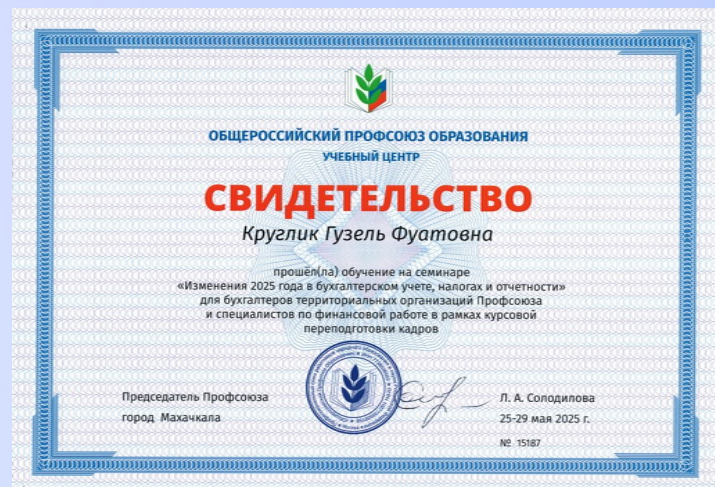 ОБЩЕРОССИЙСКИЙ ПРОФСОЮЗ ОБРАЗОВАНИЯ
УЧЕБНЫЙ ЦЕНТР
СВИДЕТЕЛЬСТВО
Круглик Гузель Фуатовна
прошёл(ла) обучение на семинаре
«Изменения 2025 года в бухгалтерском учете, налогах и отчетности»
для бухгалтеров территориальных организаций Профсоюза
и специалистов по финансовой работе в рамках курсовой
переподготовки кадров
Председатель Профсоюза
Л. А. Солодилова
город Махачкала
25-29 мая 2025 г.
№ 15187